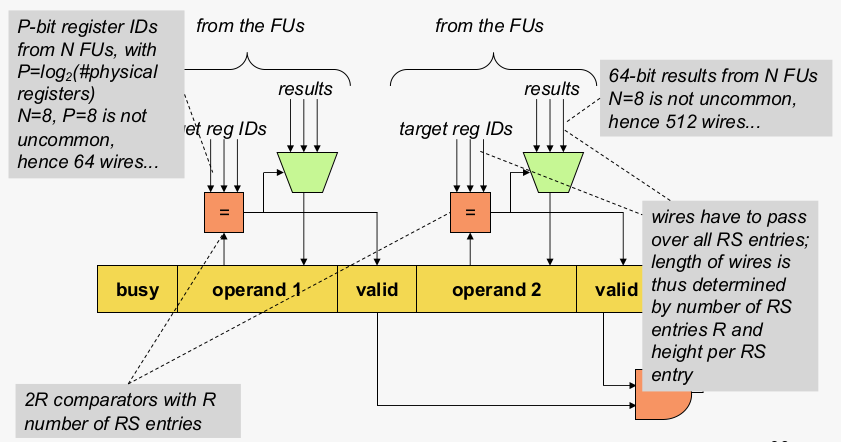 P-bit register IDs
from N FUs, with
P=log2(#physical
registers)
N=8, P=8 is not
uncommon,
hence 64 wires...
from the FUs
from the FUs
results
results
reg IDs
target reg IDs
64-bit results from N FUs
N=8 is not uncommon,
hence 512 wires...
=
=
wires have to pass
over all RS entries;
length of wires is
thus determined
by number of RS
entries R and
height per RS
entry
busy
operand 1
valid
operand 2
valid
2R comparators with R
number of RS entries